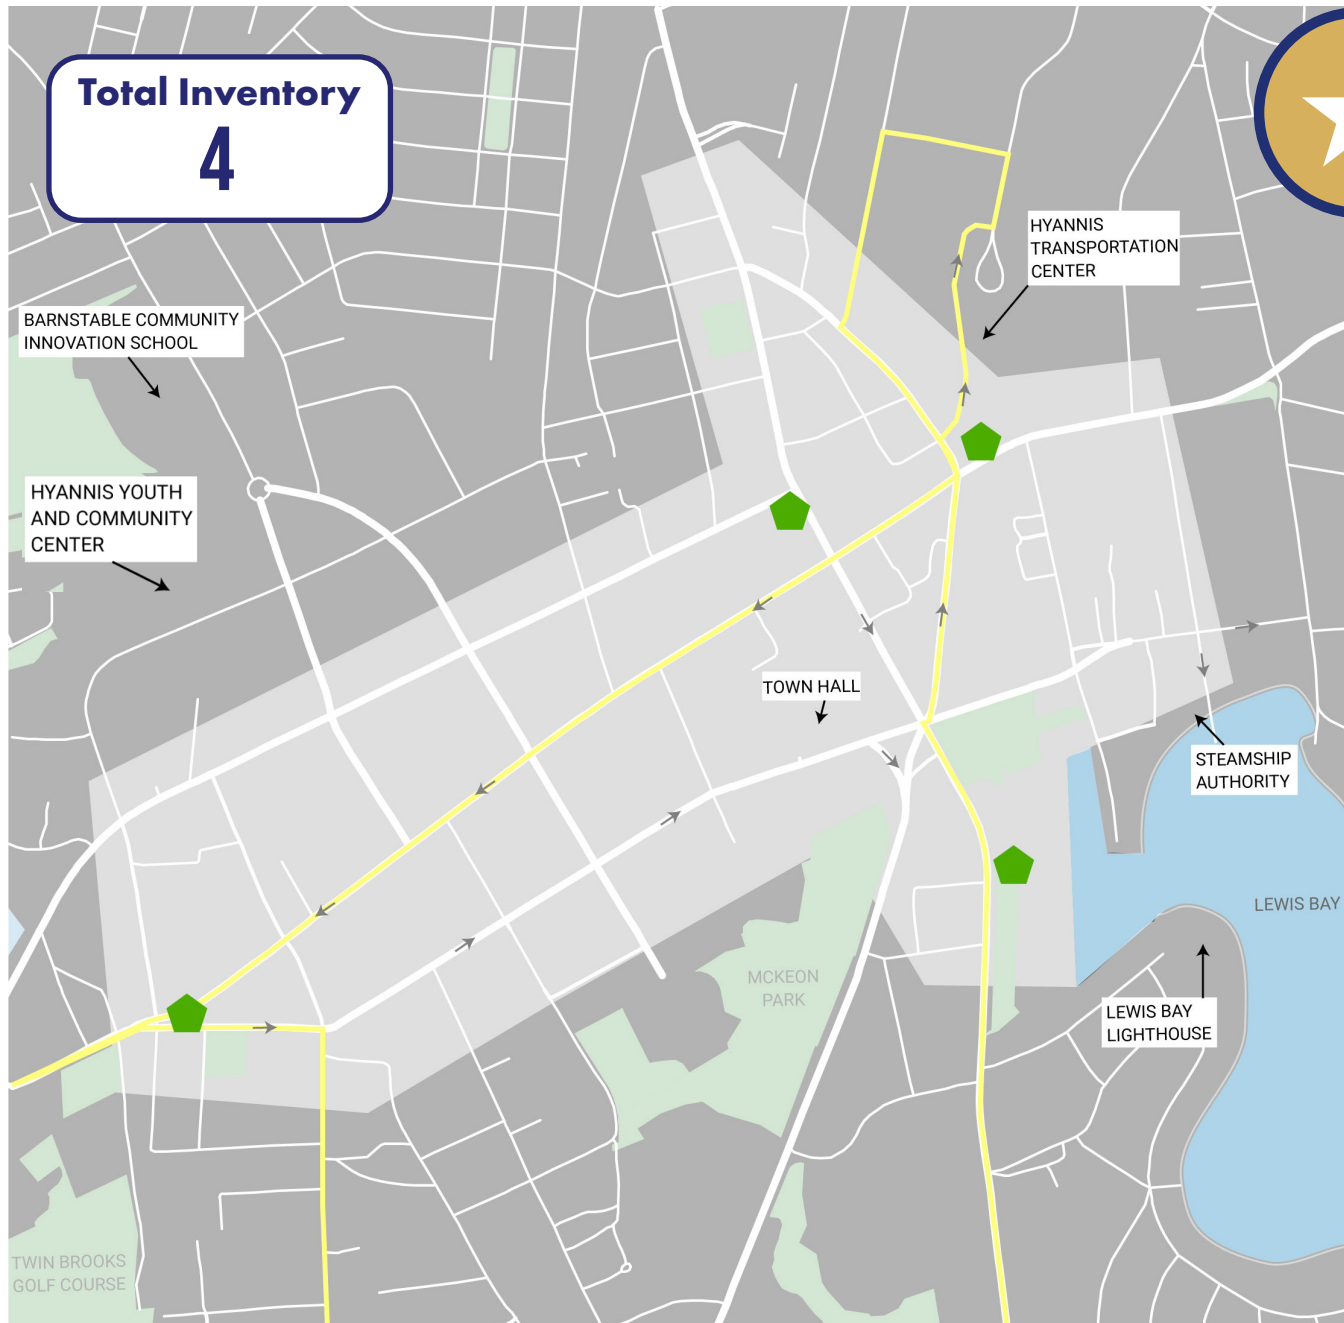 Total Inventory
4
HYANNIS
TRANSPORTATION
CENTER
BARNSTABLE COMMUNITY
INNOVATION SCHOOL
HYANNIS YOUTH
AND COMMUNITY
CENTER
TOWN HALL
STEAMSHIP
AUTHORITY
LEWIS BAY
MCKEON
PARK
LEWIS BAY
LIGHTHOUSE
TWIN BROOKS
GOLF COURSE